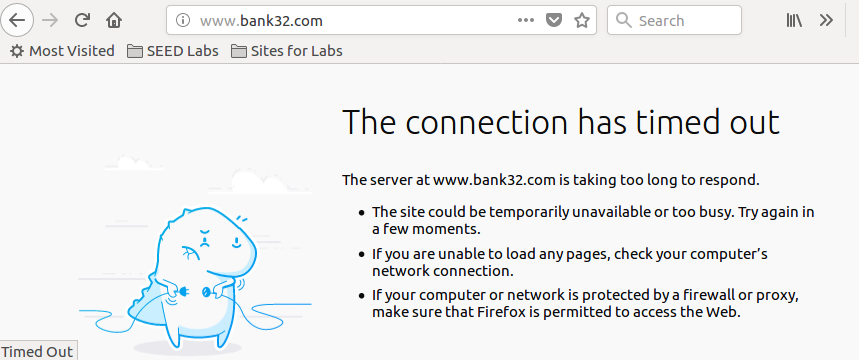 www.bank32.com
Search
Most Visited
SEED Labs
Sites for Labs
The connection has timed out
The server at www.bank32.com is taking too long to respond.
The site could be temporarily unavailable or too busy. Try again in
a few moments.
If you are unable to load any pages, check your computer’s
network connection.
If your computer or network is protected by a firewall or proxy,
make sure that Firefox is permitted to access the Web.
Timed Out